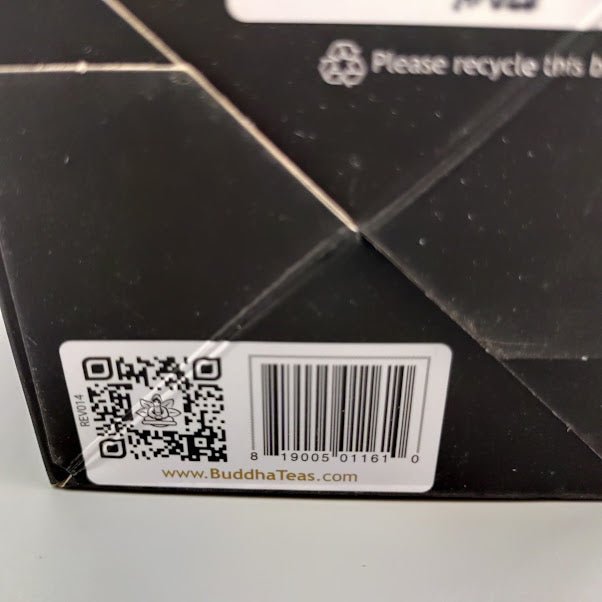 Please recycle this
REV014
8 19005 01161 0
www.BuddhaTeas.com